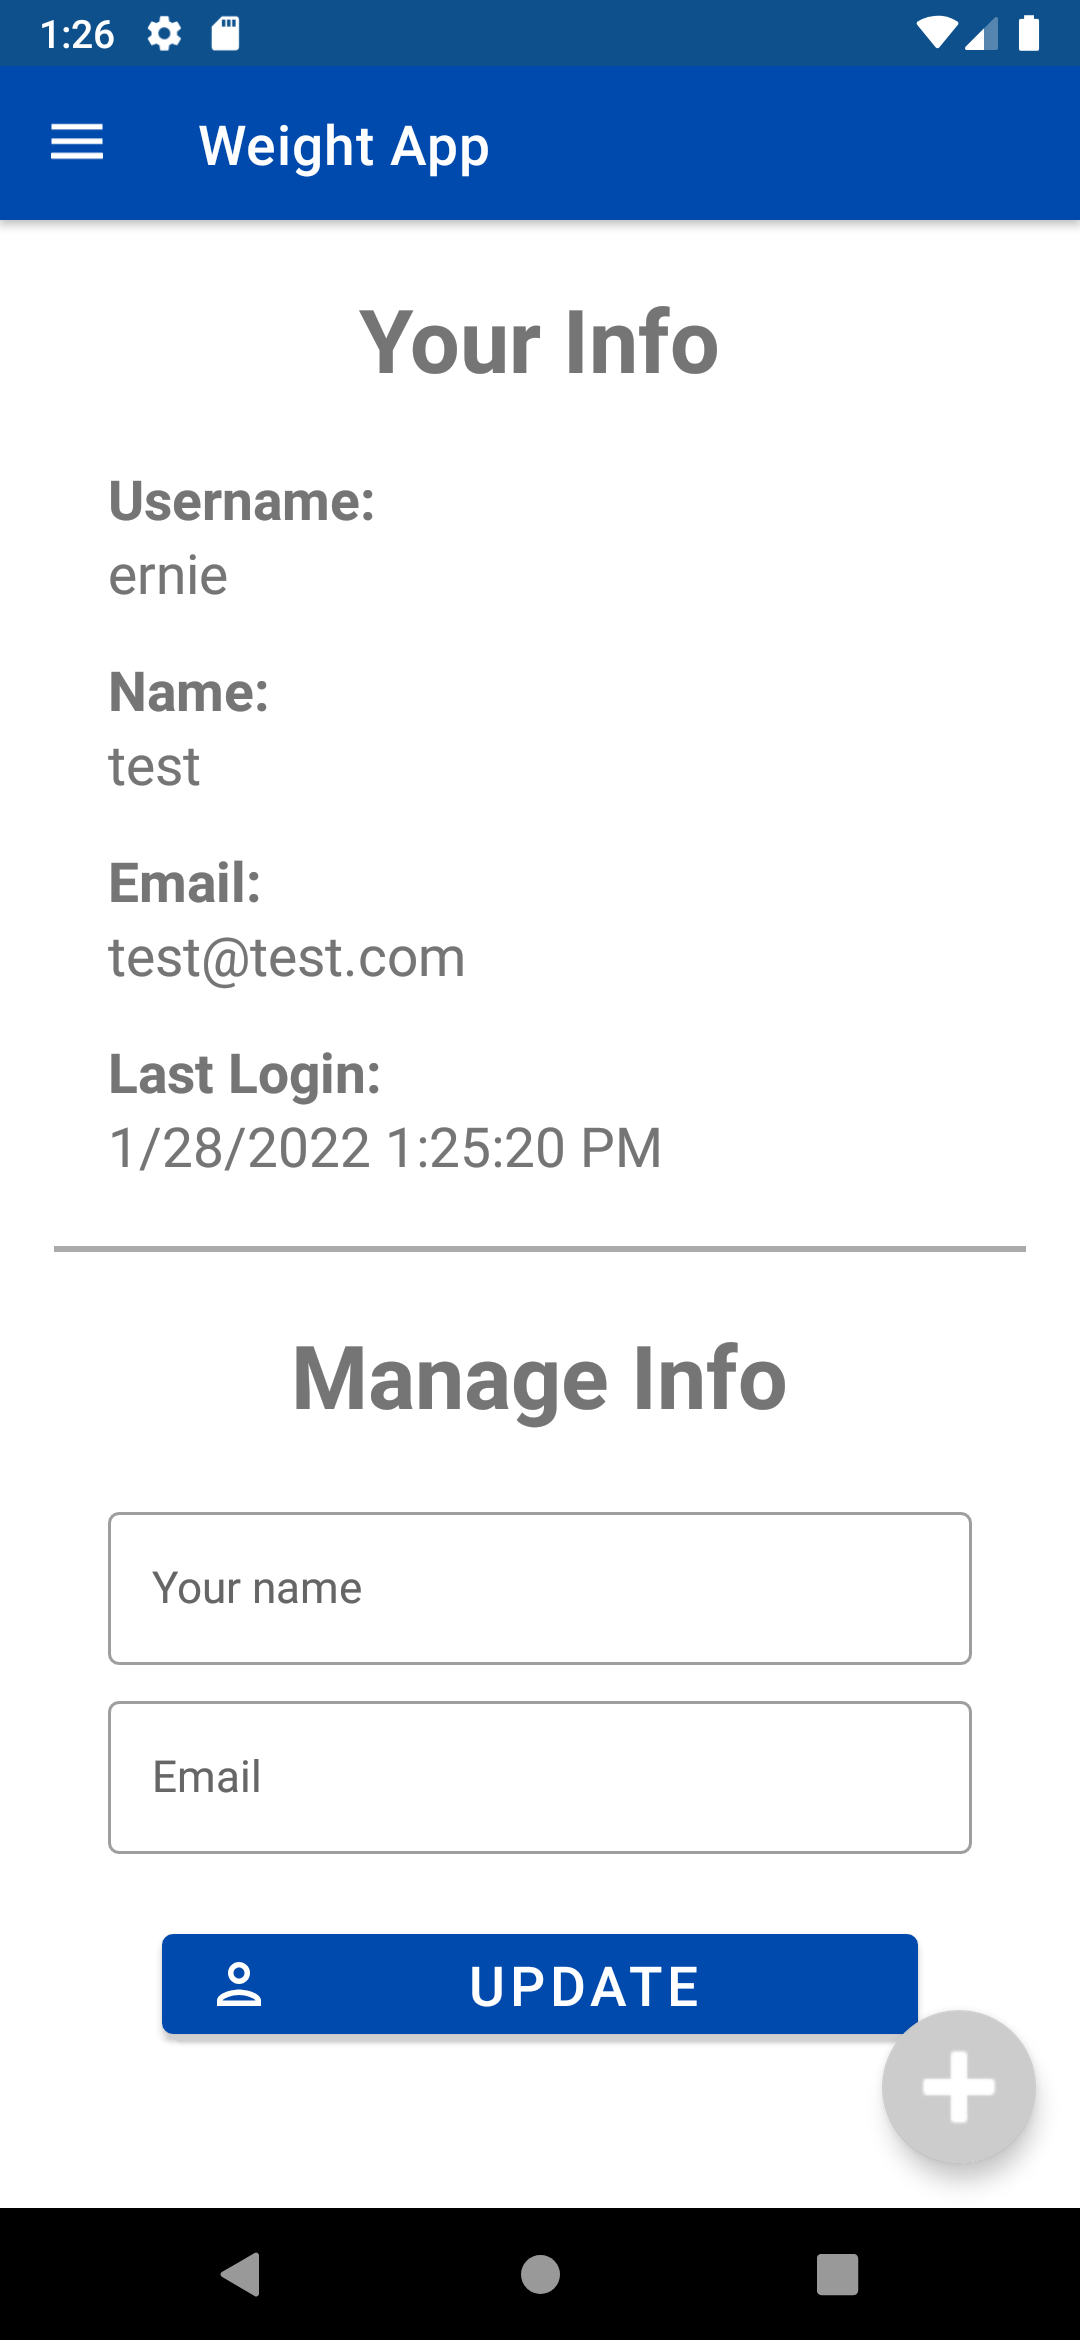 1:26
Weight App
Your Info
Username:
ernie
Name:
test
Email:
test@test.com
Last Login:
1/28/2022 1:25:20 PM
Manage Info
Your name
Email
UPDATE